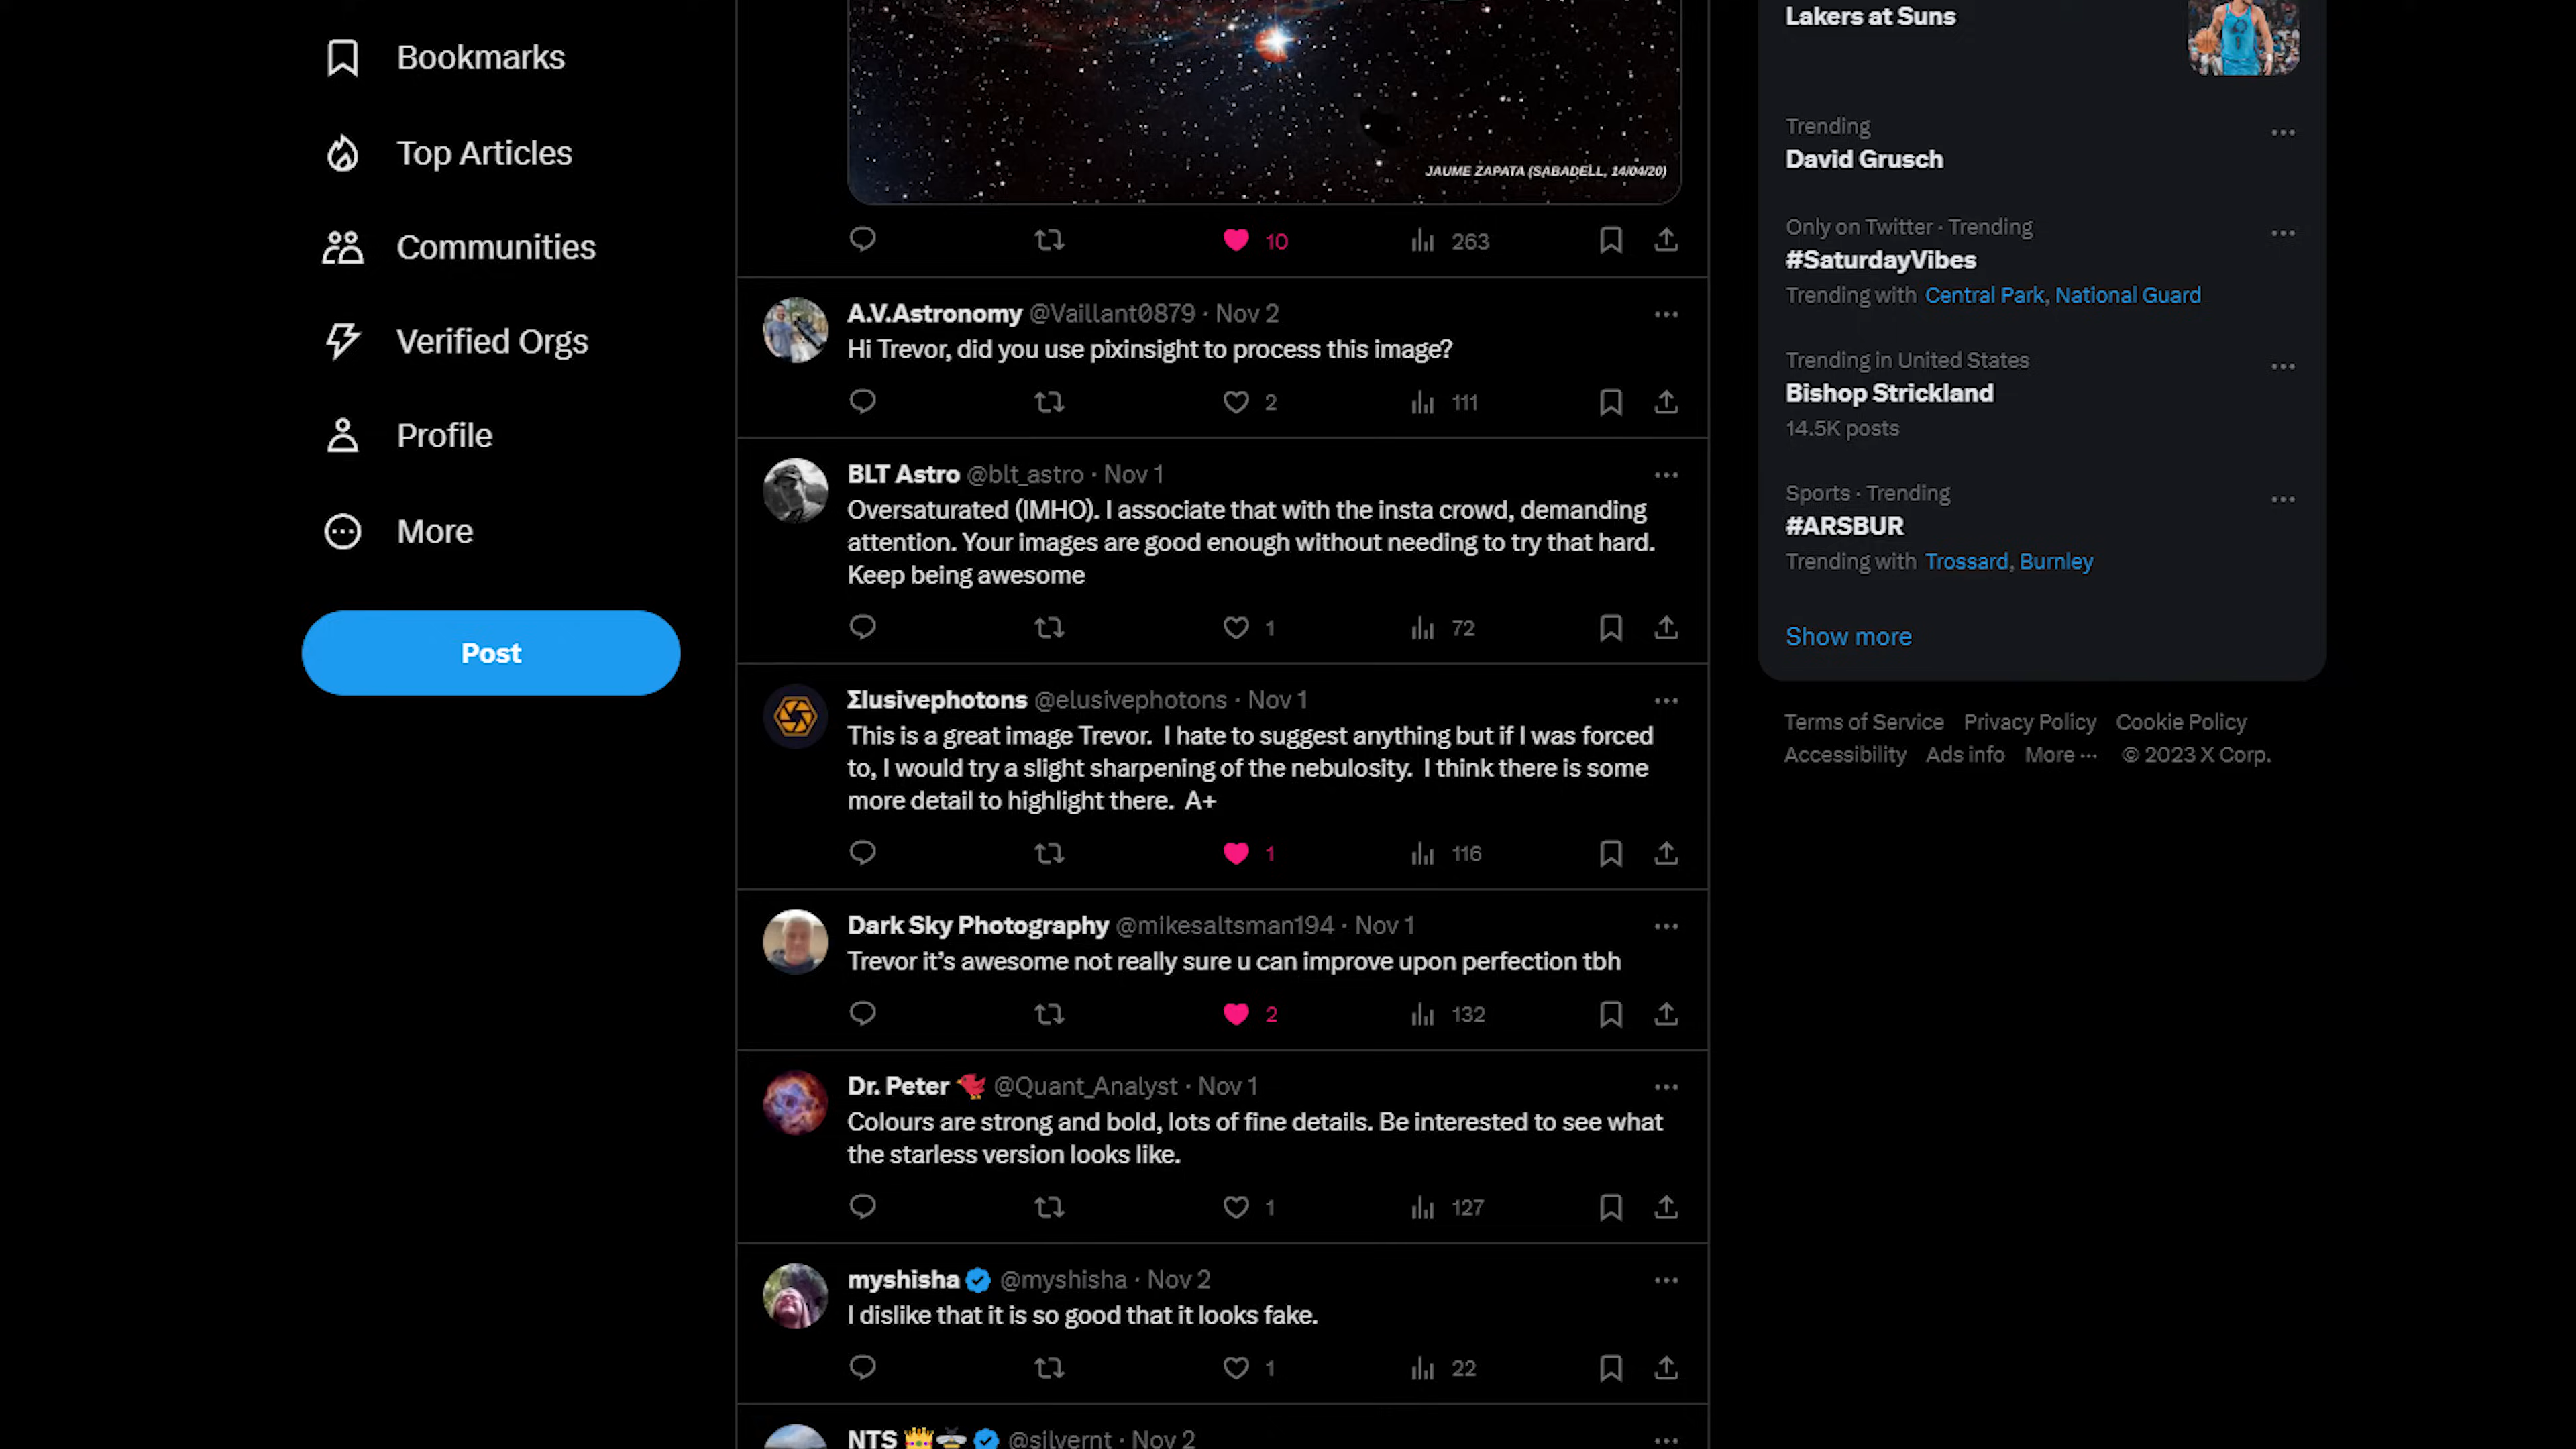 Bookmarks
Top Articles
Communities
Verified Orgs
Profile
More
Post
JAUME ZAPATA (SABADELL, 14/04/20)
10
263
A.V.Astronomy @Vaillant0879 · Nov 2
Hi Trevor, did you use pixinsight to process this image?
2
111
BLT Astro @blt_astro · Nov 1
Oversaturated (IMHO). I associate that with the insta crowd, demanding
attention. Your images are good enough without needing to try that hard.
Keep being awesome
1
72
Σlusivephotons @elusivephotons · Nov 1
This is a great image Trevor.  I hate to suggest anything but if I was forced
to, I would try a slight sharpening of the nebulosity.  I think there is some
more detail to highlight there.  A+
1
116
Dark Sky Photography @mikesaltsman194 · Nov 1
Trevor it's awesome not really sure u can improve upon perfection tbh
2
132
Dr. Peter @Quant_Analyst · Nov 1
Colours are strong and bold, lots of fine details. Be interested to see what
the starless version looks like.
1
127
myshisha @myshisha · Nov 2
I dislike that it is so good that it looks fake.
1
22
NTS @silvernt · Nov 2
Lakers at Suns
Trending
David Grusch
Only on Twitter · Trending
#SaturdayVibes
Trending with Central Park, National Guard
Trending in United States
Bishop Strickland
14.5K posts
Sports · Trending
#ARSBUR
Trending with Trossard, Burnley
Show more
Terms of Service Privacy Policy Cookie Policy
Accessibility Ads info More ··· © 2023 X Corp.